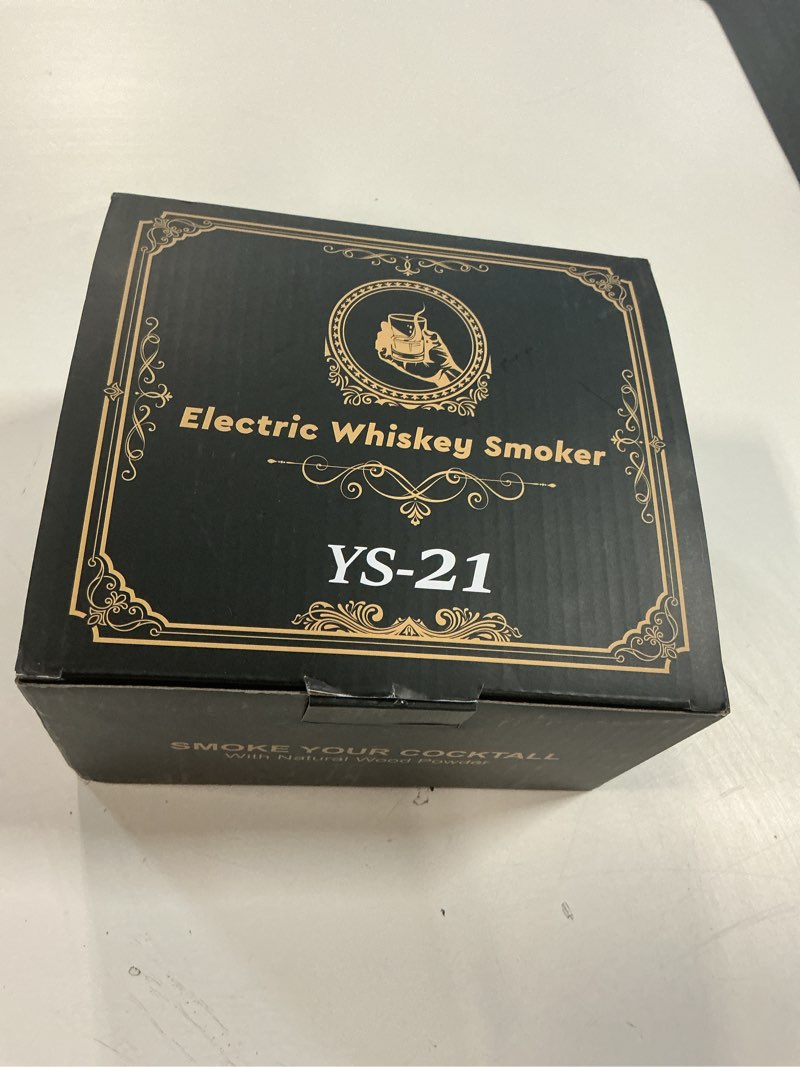 Electric Whiskey Smoker
YS-21
SMOKE YOUR COCKTALL
With Natural Wood Powder